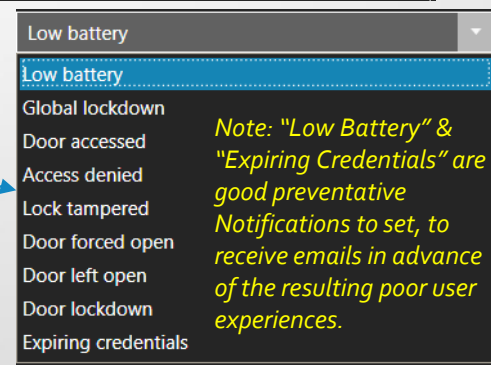 Low battery
Low battery
Global lockdown
Door accessed
Access denied
Lock tampered
Door forced open
Door left open
Door lockdown
Expiring credentials
Note: “Low Battery” &
“Expiring Credentials” are
good preventative
Notifications to set, to
receive emails in advance
of the resulting poor user
experiences.